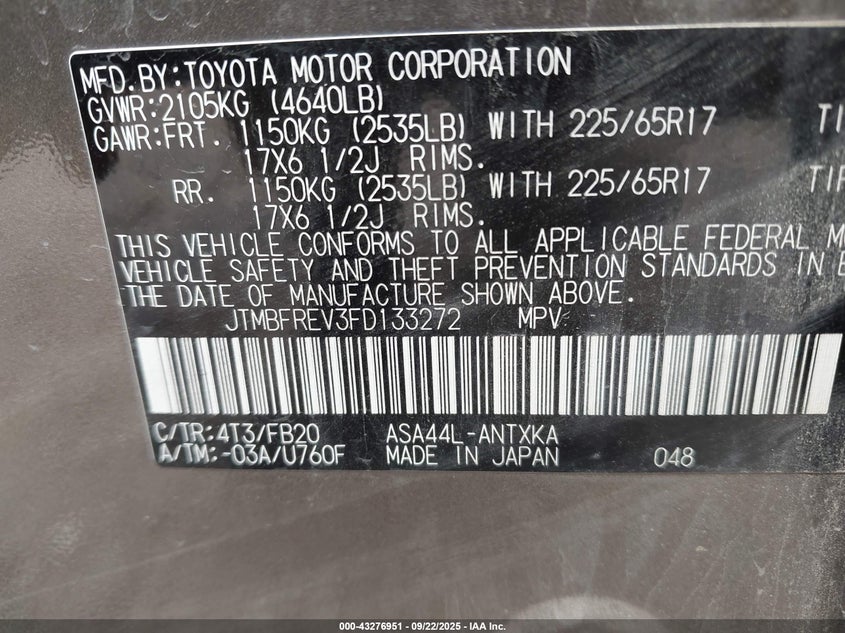 MFD.BY:TOYOTA MOTOR CORPORATION
GVWR:2105KG (4640LB)
GAWR:FRT. 1150KG (2535LB) WITH 225/65R17 TI
17X6 1/2J RIMS.
RR. 1150KG (2535LB) WITH 225/65R17 TIR
17X6 1/2J RIMS.
THIS VEHICLE CONFORMS TO ALL APPLICABLE FEDERAL M
VEHICLE SAFETY AND THEFT PREVENTION STANDARDS IN E
THE DATE OF MANUFACTURE SHOWN ABOVE.
JTMBFREV3FD133272 MPV
C/TR:4T3/FB20 ASA44L-ANTXKA
A/TM:-03A/U760F MADE IN JAPAN 048
000-43276951 | 09/22/2025 - IAA Inc.